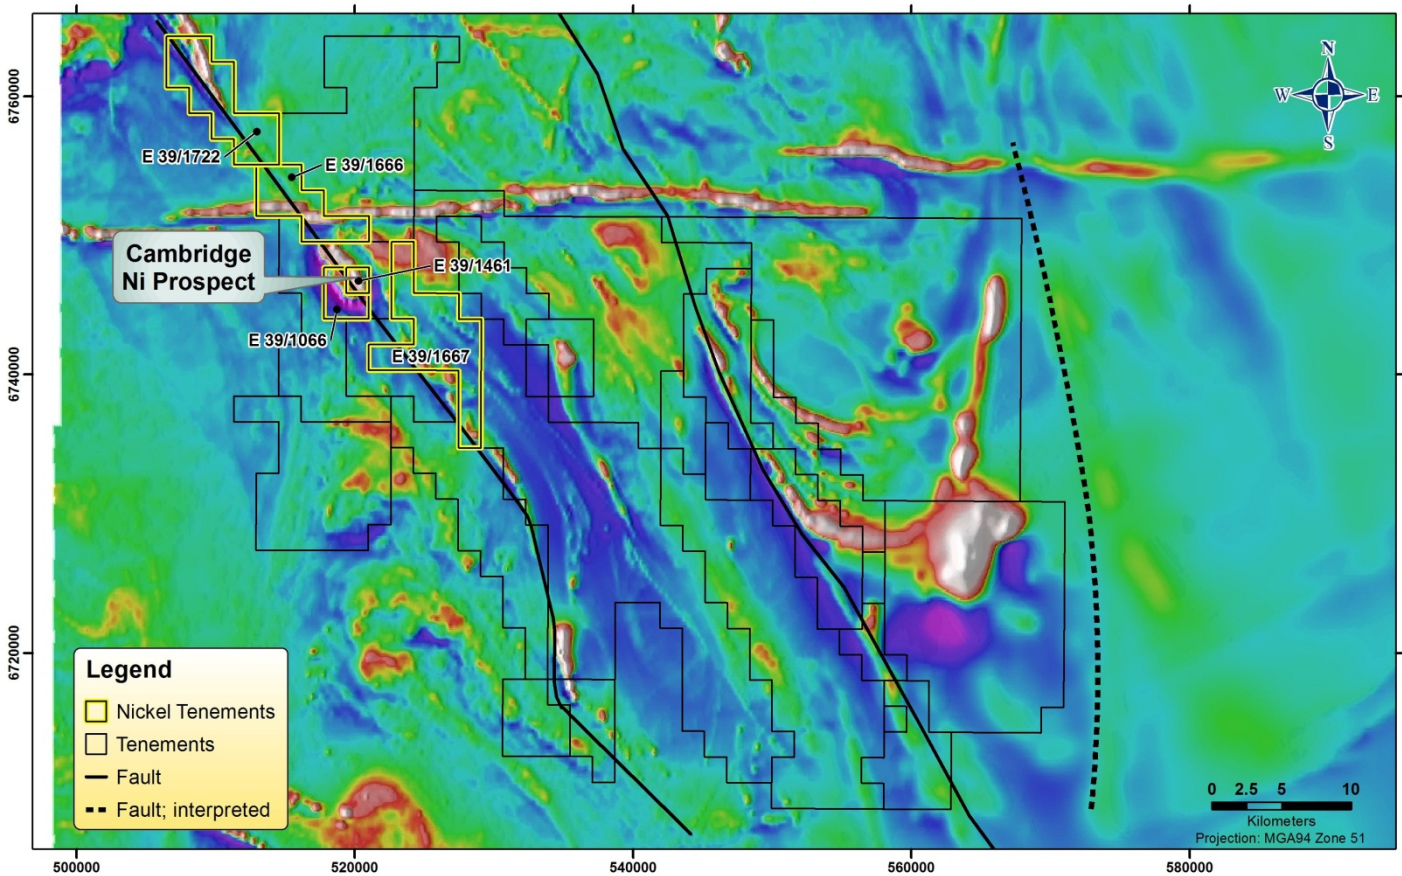 6760000
6740000
6720000
N
W
E
S
E 39/1722
E 39/1666
Cambridge
Ni Prospect
E 39/1461
E 39/1066
E 39/1667
Legend
Nickel Tenements
Tenements
Fault
Fault; interpreted
0 2.5 5 10
Kilometers
Projection: MGA94 Zone 51
500000 520000 540000 560000 580000